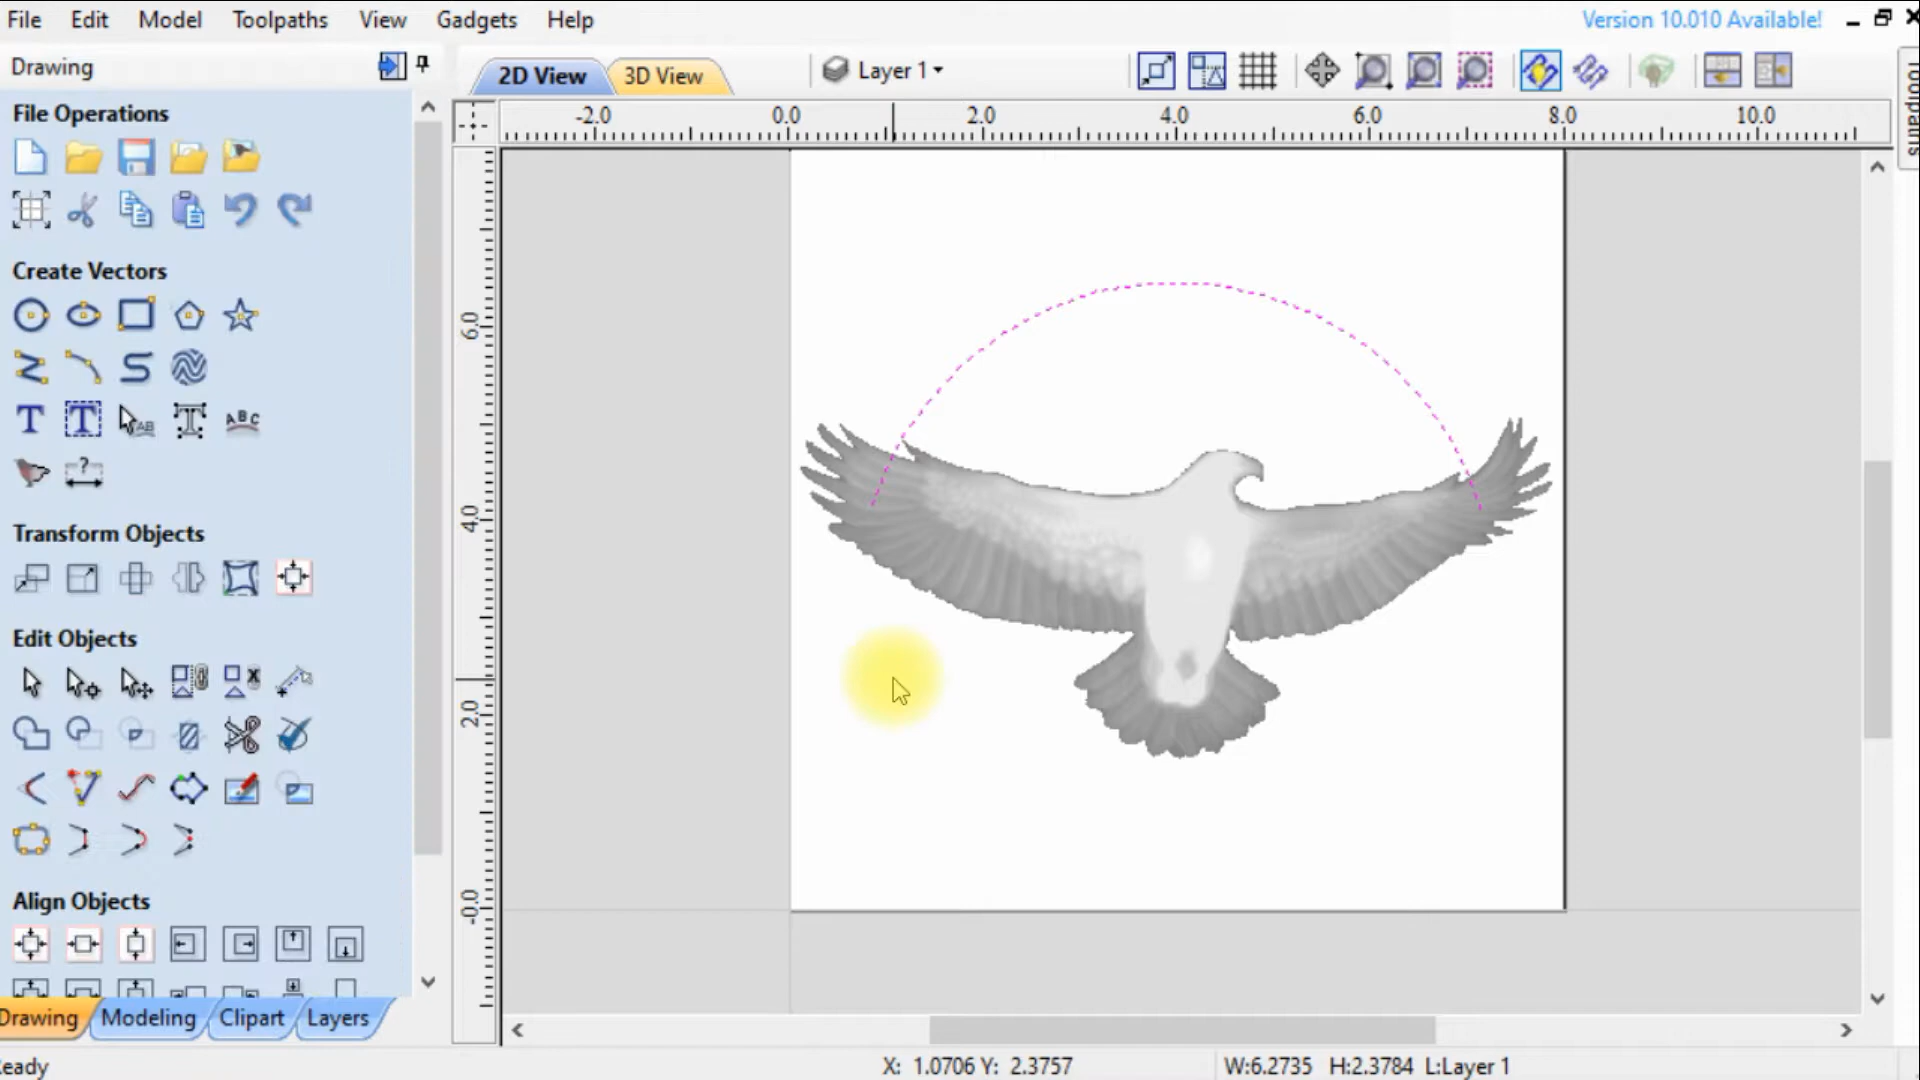 File Edit Model Toolpaths View Gadgets Help
Version 10.010 Available!
Drawing
2D View 3D View
Layer 1
File Operations
-2.0 0.0 2.0 4.0 6.0 8.0 10.0
Create Vectors
T T AB T ABC
?
6.0
4.0
2.0
-0.0
Transform Objects
Edit Objects
Align Objects
Drawing Modeling Clipart Layers
eady
X: 1.0706 Y: 2.3757
W:6.2735 H:2.3784 L:Layer 1